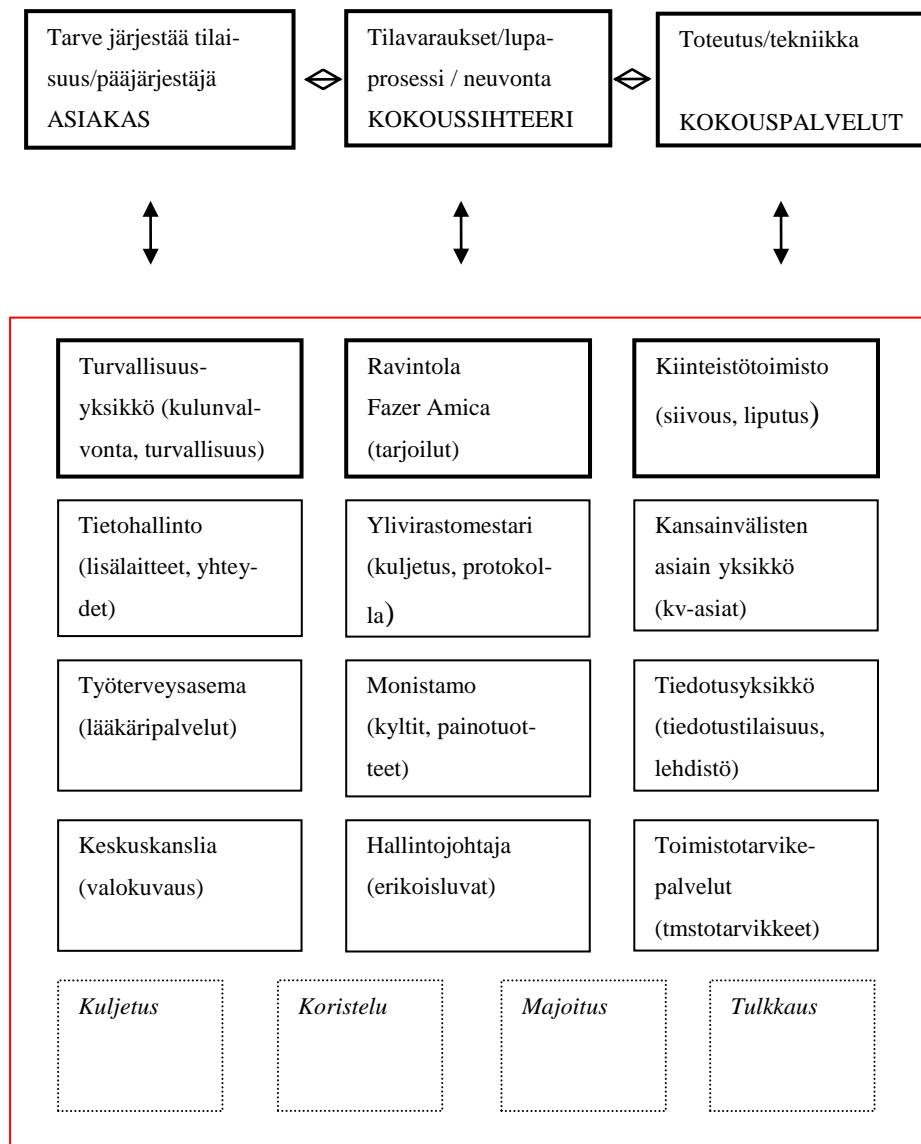 Tarve järjestää tilai-
suus/pääjärjestäjä
ASIAKAS
Tilavaraukset/lupa-
prosessi / neuvonta
KOKOUSSIHTEERI
Toteutus/tekniikka
KOKOUSPALVELUT
Turvallisuus-
yksikkö (kulunval-
vonta, turvallisuus)
Ravintola
Fazer Amica
(tarjoilut)
Kiinteistötoimisto
(siivous, liputus)
Tietohallinto
(lisälaitteet, yhtey-
det)
Ylivirastomestari
(kuljetus, protokol-
la)
Kansainvälisten
asiain yksikkö
(kv-asiat)
Työterveysasema
(lääkäripalvelut)
Monistamo
(kyltit, painotuot-
teet)
Tiedotusyksikkö
(tiedotustilaisuus,
lehdistö)
Keskuskanslia
(valokuvaus)
Hallintojohtaja
(erikoisluvat)
Toimistotarvike-
palvelut
(tmstotarvikkeet)
Kuljetus
Koristelu
Majoitus
Tulkkaus